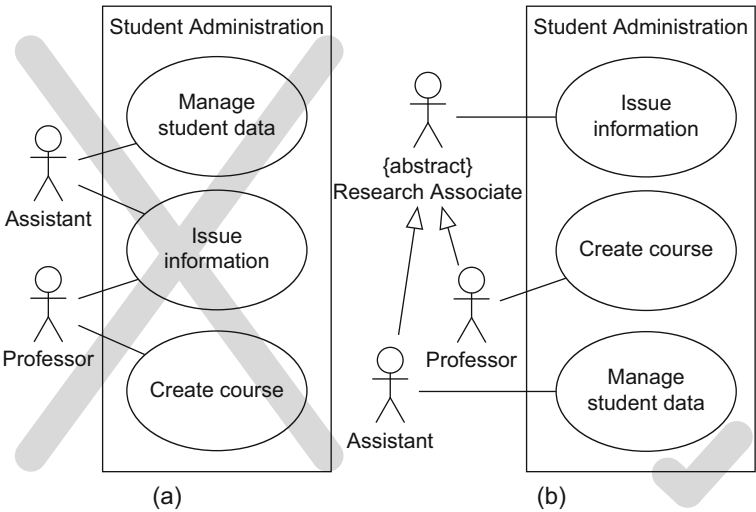 Student Administration
Manage
student data
Assistant
Issue
information
Professor
Create course
(a)
Student Administration
Issue
information
{abstract}
Research Associate
Create course
Professor
Manage
student data
Assistant
(b)